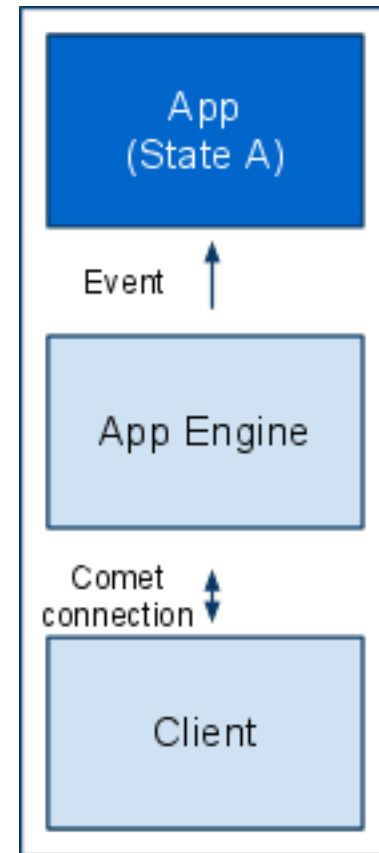 App
(State A)
Event
App Engine
Comet
connection
Client